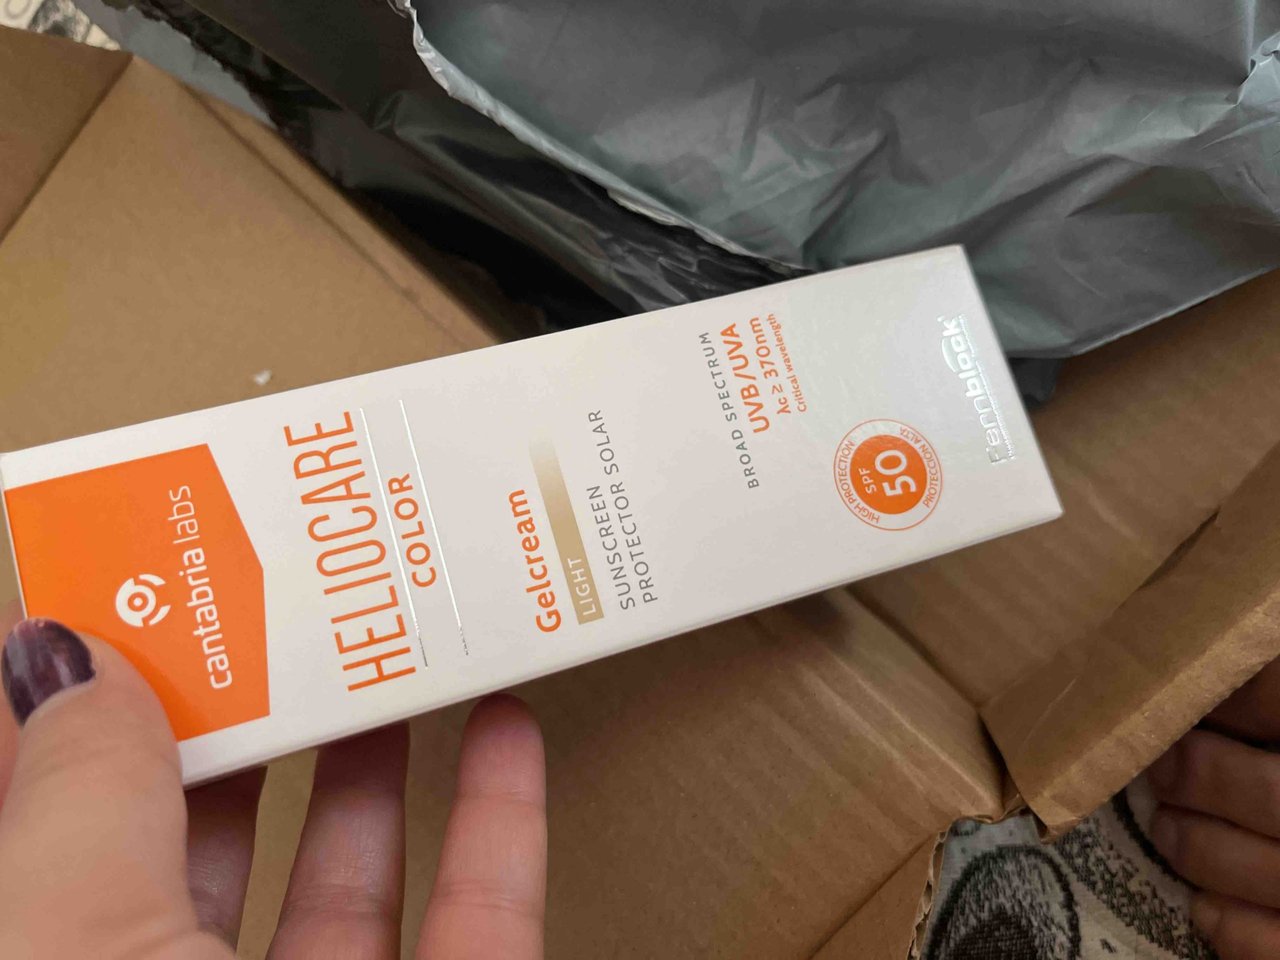 cantabria labs
HELIOCARE
COLOR
Gelcream
LIGHT
SUNSCREEN
PROTECTOR SOLAR
BROAD SPECTRUM
UVB/UVA
λc ≥ 370nm
Critical wavelength
HIGH PROTECTION
SPF
50
PROTECCIÓN ALTA
Fernblock